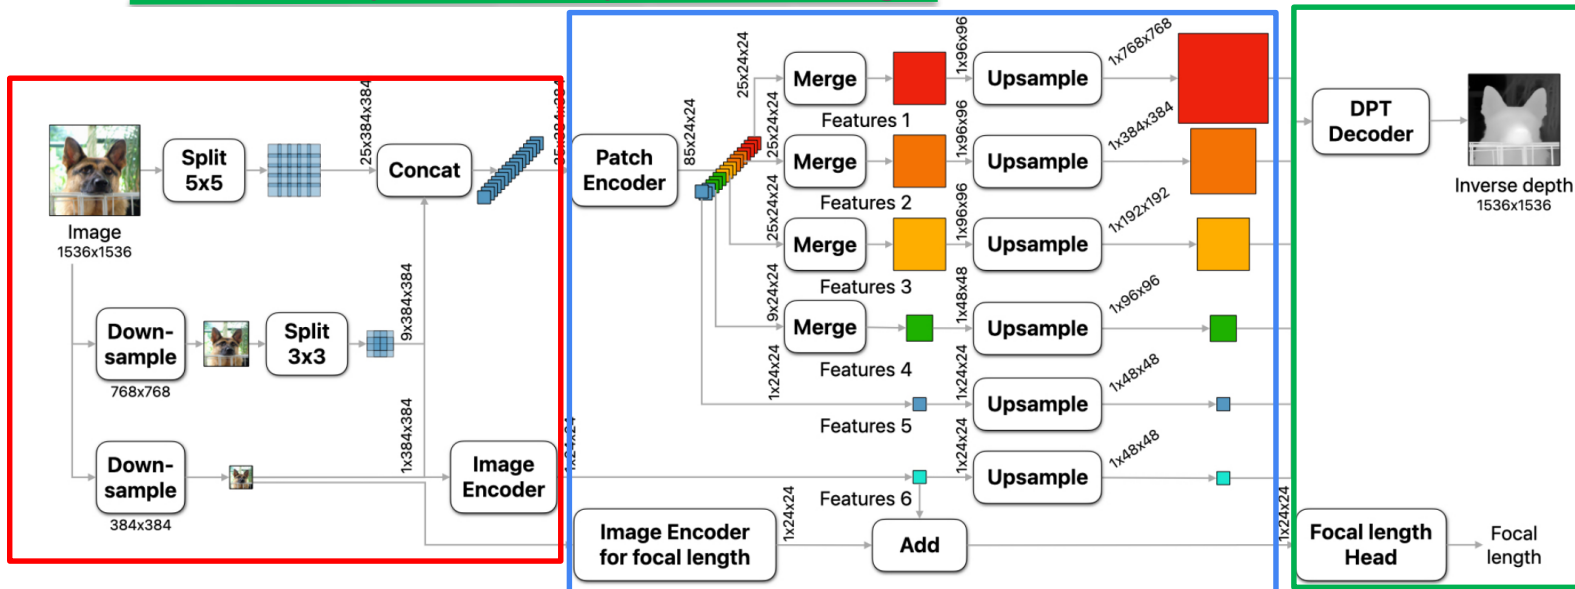 Image
1536x1536
Split
5x5
25x384x384
Concat
Down-
sample
768x768
Split
3x3
9x384x384
Down-
sample
384x384
1x384x384
Image
Encoder
1x24x24
Patch
Encoder
85x24x24
25x24x24
Merge
Features 1
1x96x96
Upsample
1x768x768
25x24x24
Merge
Features 2
1x96x96
Upsample
1x384x384
25x24x24
Merge
Features 3
1x96x96
Upsample
1x192x192
9x24x24
Merge
Features 4
1x48x48
Upsample
1x96x96
1x24x24
Features 5
1x24x24
Upsample
1x48x48
Features 6
1x24x24
Upsample
1x48x48
Image Encoder
for focal length
1x24x24
Add
1x24x24
DPT
Decoder
Inverse depth
1536x1536
Focal length
Head
Focal
length